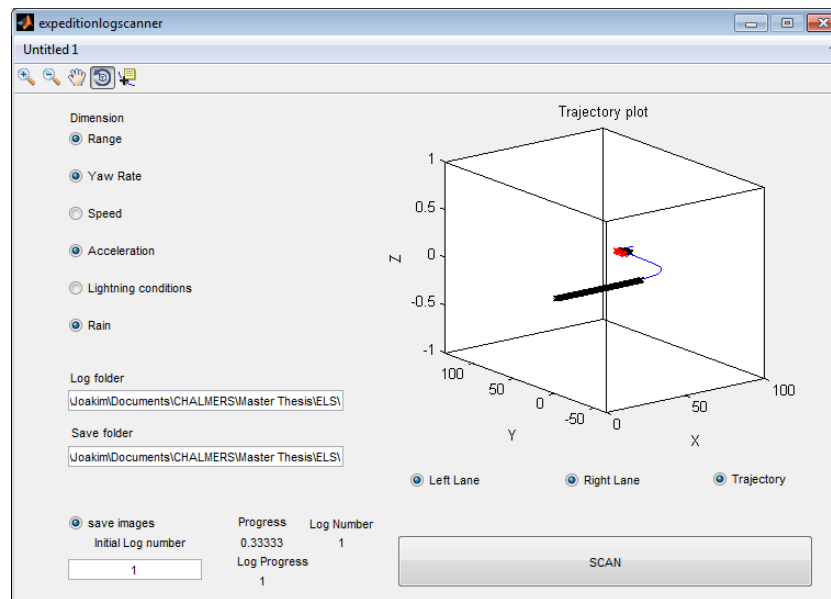 expeditionlogscanner
Untitled 1
Dimension
Range
Yaw Rate
Speed
Acceleration
Lightning conditions
Rain
Log folder
\Joakim\Documents\CHALMERS\Master Thesis\ELS\
Save folder
\Joakim\Documents\CHALMERS\Master Thesis\ELS\
save images
Initial Log number
1
Progress
0.33333
Log Number
1
Log Progress
1
Trajectory plot
1
0.5
0
-0.5
-1
Z
100
50
0
-50
Y
0
50
100
X
Left Lane
Right Lane
Trajectory
SCAN